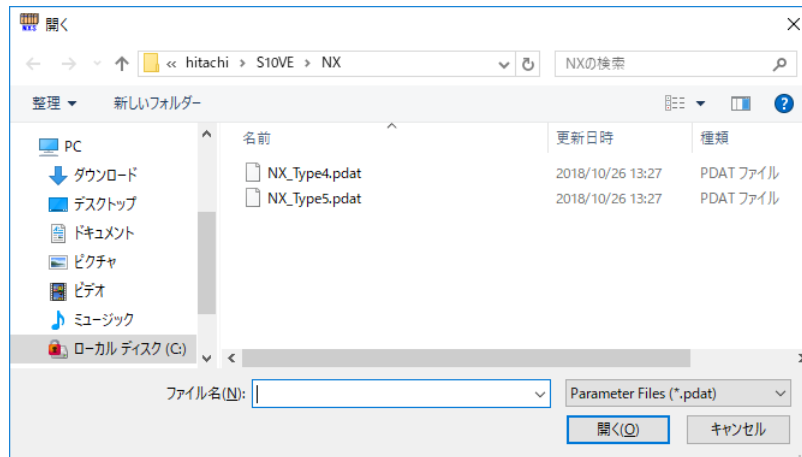 NXS 開く
« hitachi > S10VE > NX
NXの検索
整理 新しいフォルダー
名前 更新日時 種類
PC
ダウンロード
デスクトップ
ドキュメント
ピクチャ
ビデオ
ミュージック
ローカル ディスク (C:)
NX_Type4.pdat 2018/10/26 13:27 PDAT ファイル
NX_Type5.pdat 2018/10/26 13:27 PDAT ファイル
ファイル名(N):
Parameter Files (*.pdat)
開く(O) キャンセル